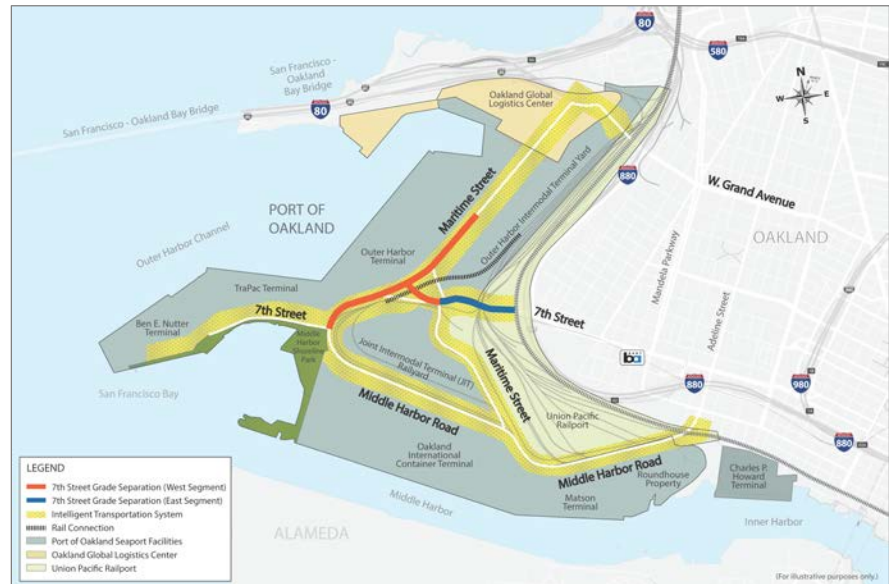 80
580
San Francisco -
Oakland
Bay Bridge
San Francisco - Oakland Bay Bridge
80
Oakland Global
Logistics Center
N
W
E
S
880
W. Grand Avenue
Maritime Street
Outer Harbor Intermodal Terminal Yard
PORT OF
OAKLAND
OAKLAND
Mandela Parkway
Adeline Street
Outer Harbor Channel
Outer Harbor
Terminal
TraPac Terminal
7th Street
7th Street
Ben E. Nutter
Terminal
Middle
Harbor
Shoreline
Park
Joint Intermodal Terminal (JIT)
Railyard
Maritime Street
ba
880
980
San Francisco Bay
Middle Harbor Road
Union Pacific
Railport
880
Oakland
International
Container Terminal
Middle Harbor Road
Roundhouse
Property
Charles P.
Howard
Terminal
Matson
Terminal
Middle Harbor
Inner Harbor
ALAMEDA
LEGEND
7th Street Grade Separation (West Segment)
7th Street Grade Separation (East Segment)
Intelligent Transportation System
Rail Connection
Port of Oakland Seaport Facilities
Oakland Global Logistics Center
Union Pacific Railport
(For illustrative purposes only.)